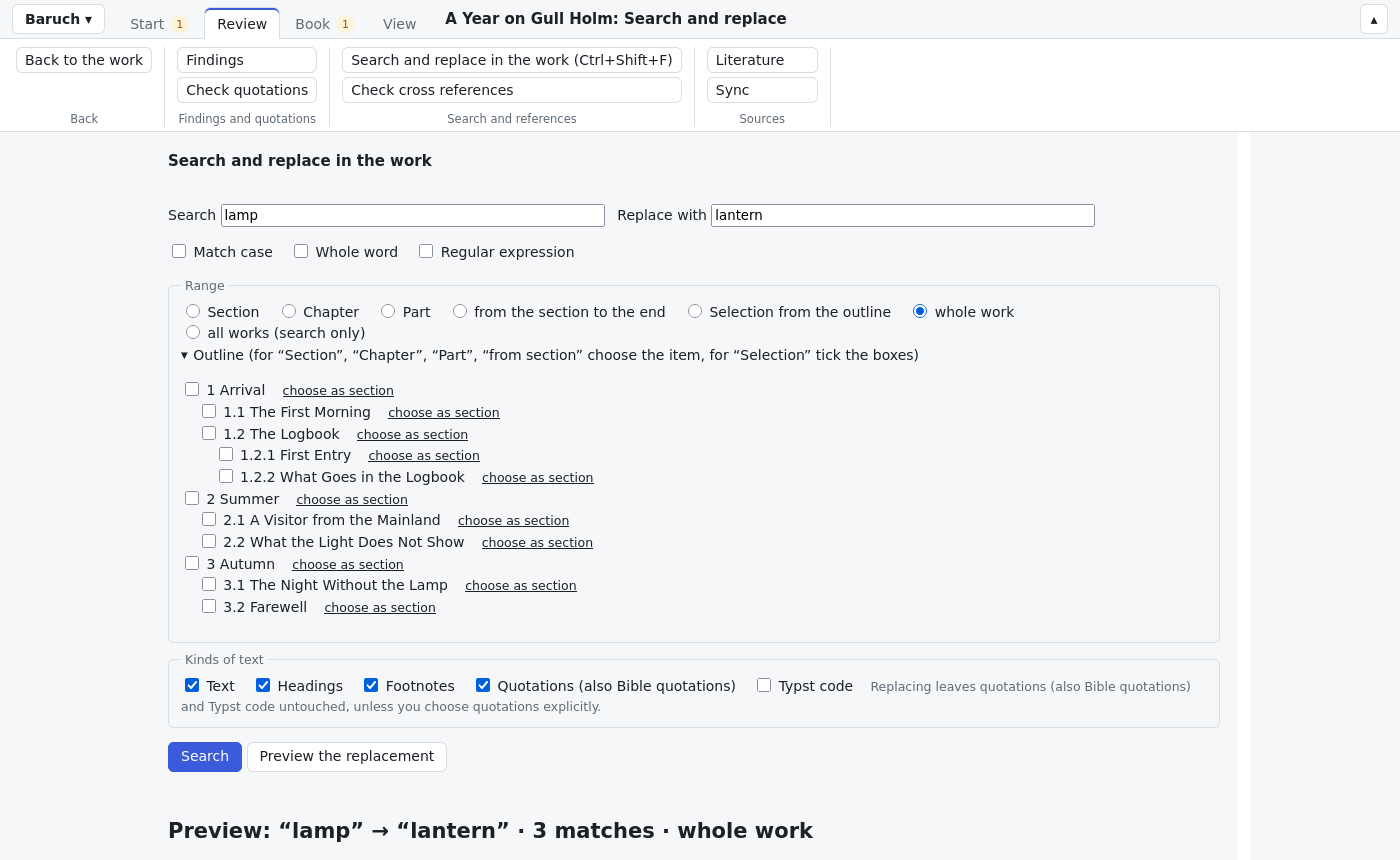 Baruch ▾ Start 1 Review Book 1 View A Year on Gull Holm: Search and replace ▴
Back to the work Findings Search and replace in the work (Ctrl+Shift+F) Literature
Check quotations Check cross references Sync
Back Findings and quotations Search and references Sources
Search and replace in the work
Search lamp Replace with lantern
Match case Whole word Regular expression
Range
Section Chapter Part from the section to the end Selection from the outline whole work
all works (search only)
▾ Outline (for “Section”, “Chapter”, “Part”, “from section” choose the item, for “Selection” tick the boxes)
1 Arrival choose as section
1.1 The First Morning choose as section
1.2 The Logbook choose as section
1.2.1 First Entry choose as section
1.2.2 What Goes in the Logbook choose as section
2 Summer choose as section
2.1 A Visitor from the Mainland choose as section
2.2 What the Light Does Not Show choose as section
3 Autumn choose as section
3.1 The Night Without the Lamp choose as section
3.2 Farewell choose as section
Kinds of text
Text Headings Footnotes Quotations (also Bible quotations) Typst code Replacing leaves quotations (also Bible quotations)
and Typst code untouched, unless you choose quotations explicitly.
Search Preview the replacement
Preview: “lamp” → “lantern” · 3 matches · whole work